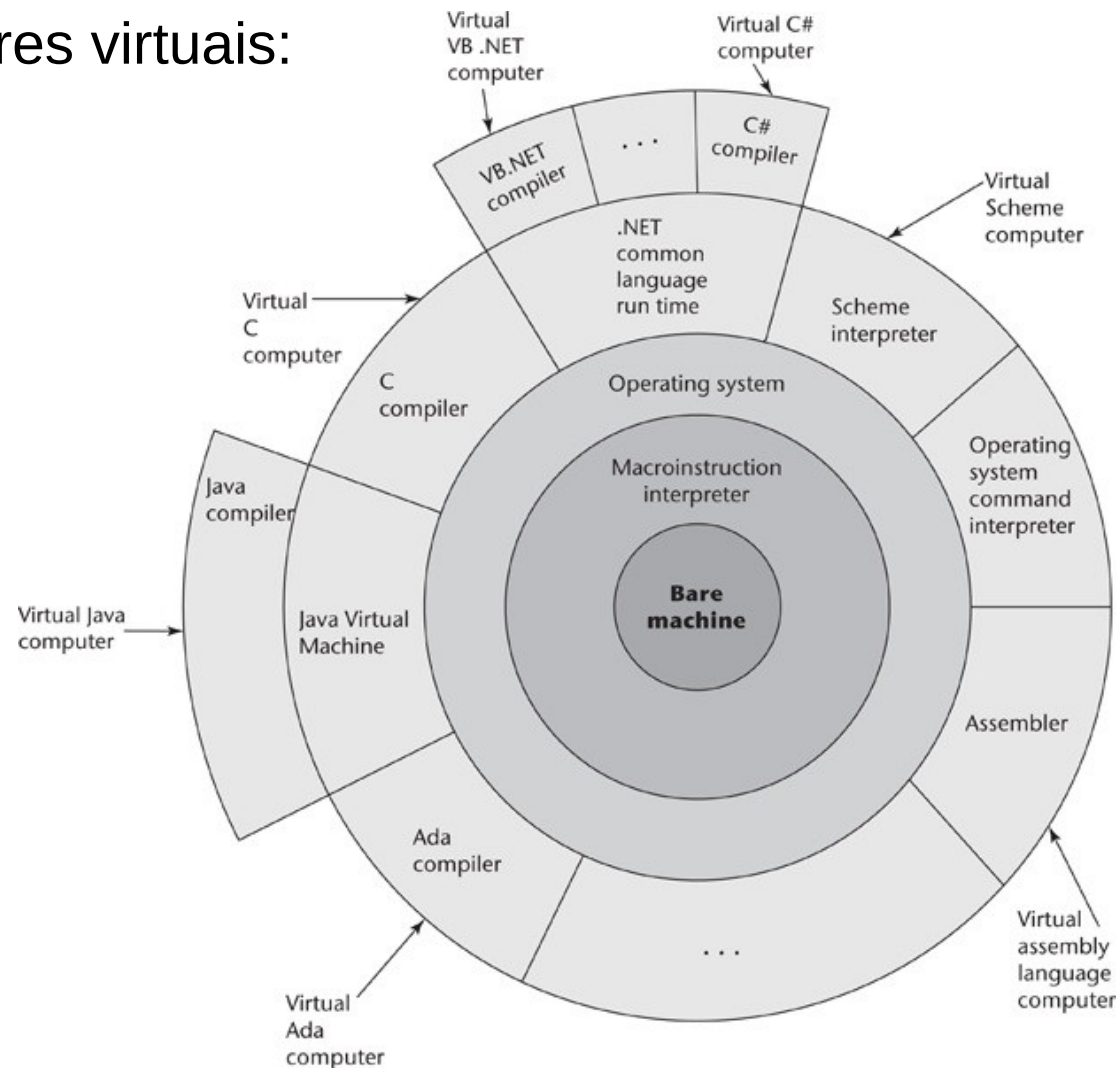 res virtuais:
Virtual
VB .NET
computer
Virtual C#
computer
VB.NET
compiler
...
C#
compiler
Virtual
Scheme
computer
.NET
common
language
run time
Scheme
interpreter
Virtual
C
computer
C
compiler
Operating system
Operating
system
command
interpreter
Macroinstruction
interpreter
Java
compiler
Bare
machine
Virtual Java
computer
Java Virtual
Machine
Assembler
Ada
compiler
...
Virtual
assembly
language
computer
Virtual
Ada
computer